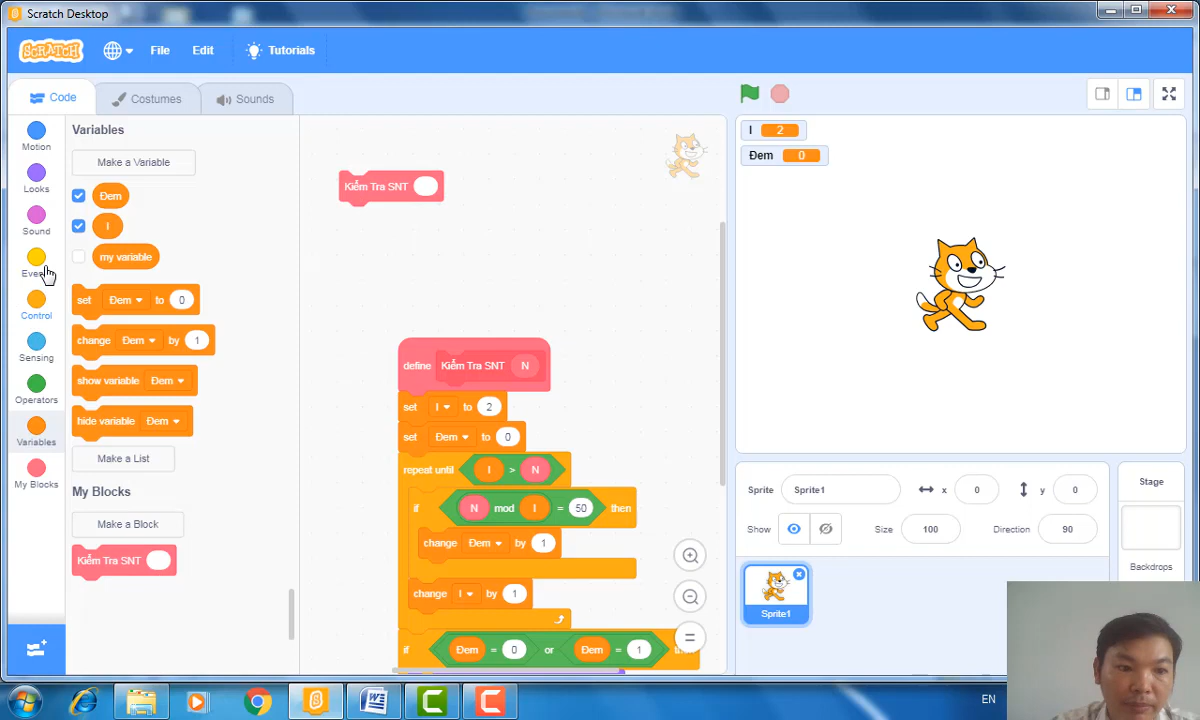 Scratch Desktop
SCRATCH File Edit Tutorials
Code Costumes Sounds
Motion
Looks
Sound
Control
Sensing
Operators
Variables
My Blocks
Variables
Make a Variable
Đem
I
my variable
set Đem to 0
change Đem by 1
show variable Đem
hide variable Đem
Make a List
My Blocks
Make a Block
Kiểm Tra SNT
Kiểm Tra SNT
define Kiểm Tra SNT N
set I to 2
set Đem to 0
repeat until I > N
if N mod I = 50 then
change Đem by 1
change I by 1
if Đem = 0 or Đem = 1
I 2
Đem 0
Sprite Sprite1 x 0 y 0
Show Size 100 Direction 90
Sprite1
Stage
Backdrops
EN